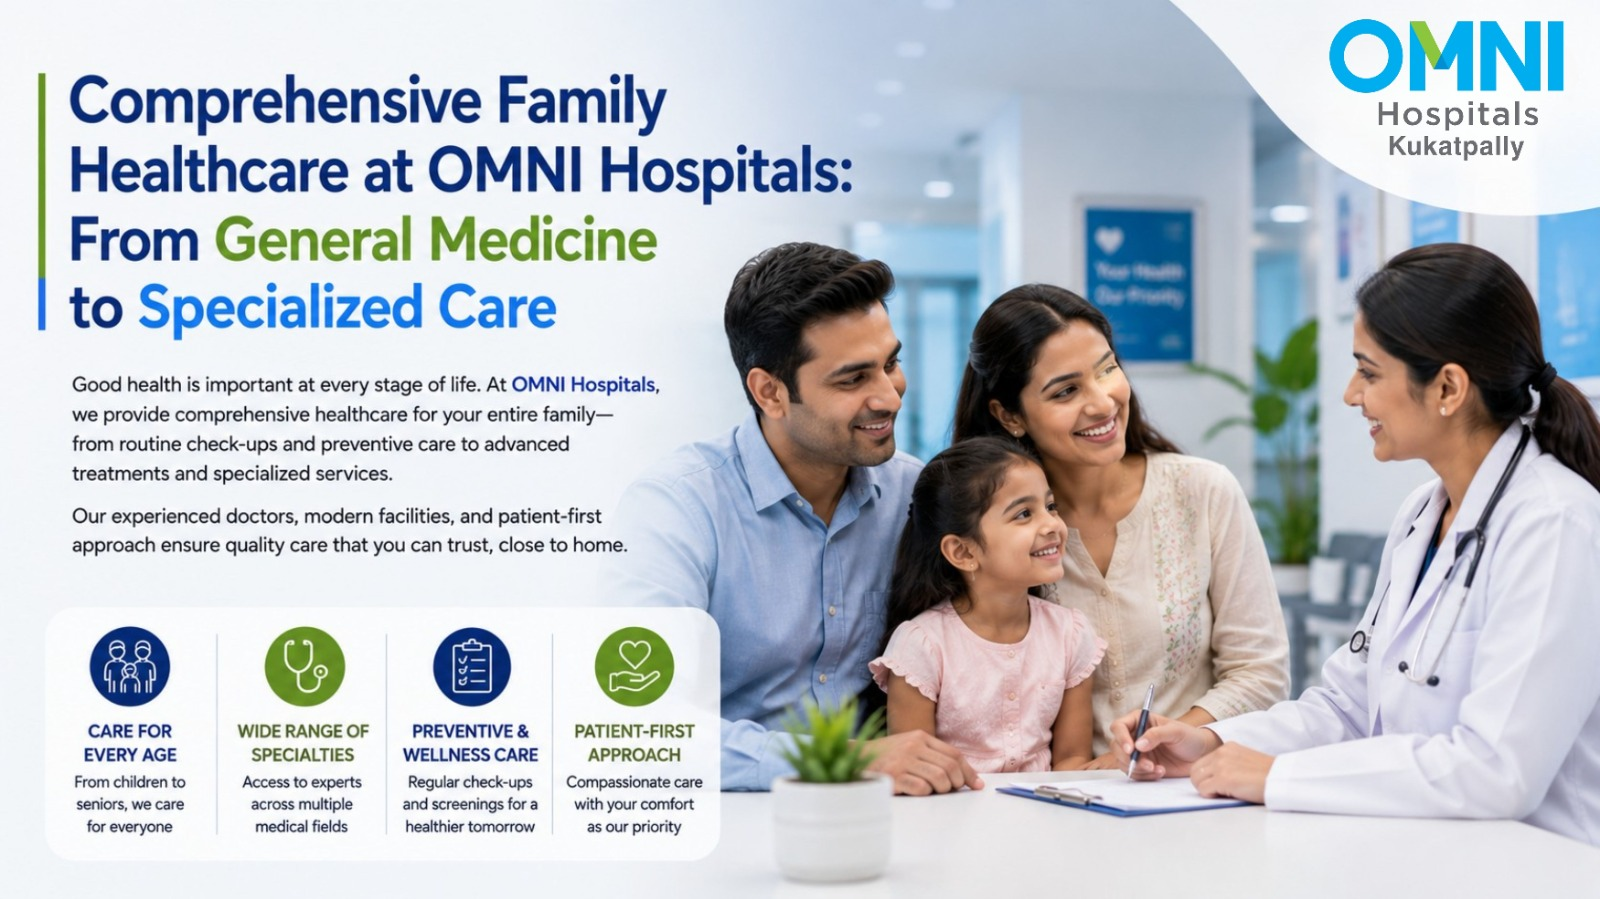 OMNI
Hospitals
Kukatpally
Comprehensive Family
Healthcare at OMNI Hospitals:
From General Medicine
to Specialized Care
Good health is important at every stage of life. At OMNI Hospitals,
we provide comprehensive healthcare for your entire family—
from routine check-ups and preventive care to advanced
treatments and specialized services.
Our experienced doctors, modern facilities, and patient-first
approach ensure quality care that you can trust, close to home.
Your Health
Our Priority
CARE FOR
EVERY AGE
From children to
seniors, we care
for everyone
WIDE RANGE OF
SPECIALTIES
Access to experts
across multiple
medical fields
PREVENTIVE &
WELLNESS CARE
Regular check-ups
and screenings for a
healthier tomorrow
PATIENT-FIRST
APPROACH
Compassionate care
with your comfort
as our priority